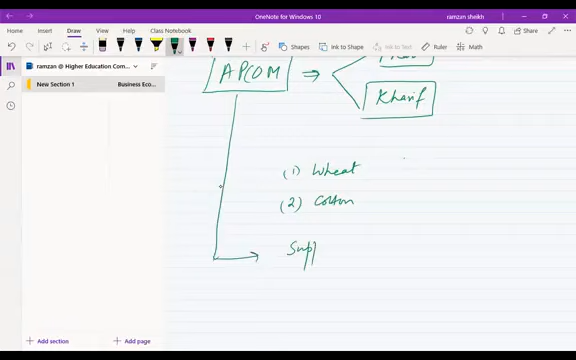 OneNote for Windows 10
ramzan sheikh
Home Insert Draw View Help Class Notebook
Share
Shapes Ink to Shape Ink to Text Ruler Math
ramzan @ Higher Education Com...
New Section 1
Business Eco...
APCOM
Kharif
(1) Wheat
(2) Cotton
Supp
Add section
Add page